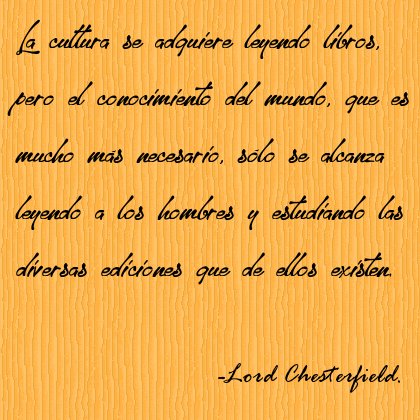 La cultura se adquiere leyendo libros,
pero el conocimiento del mundo, que es
mucho más necesario, sólo se alcanza
leyendo a los hombres y estudiando las
diversas ediciones que de ellos existen.
-Lord Chesterfield.